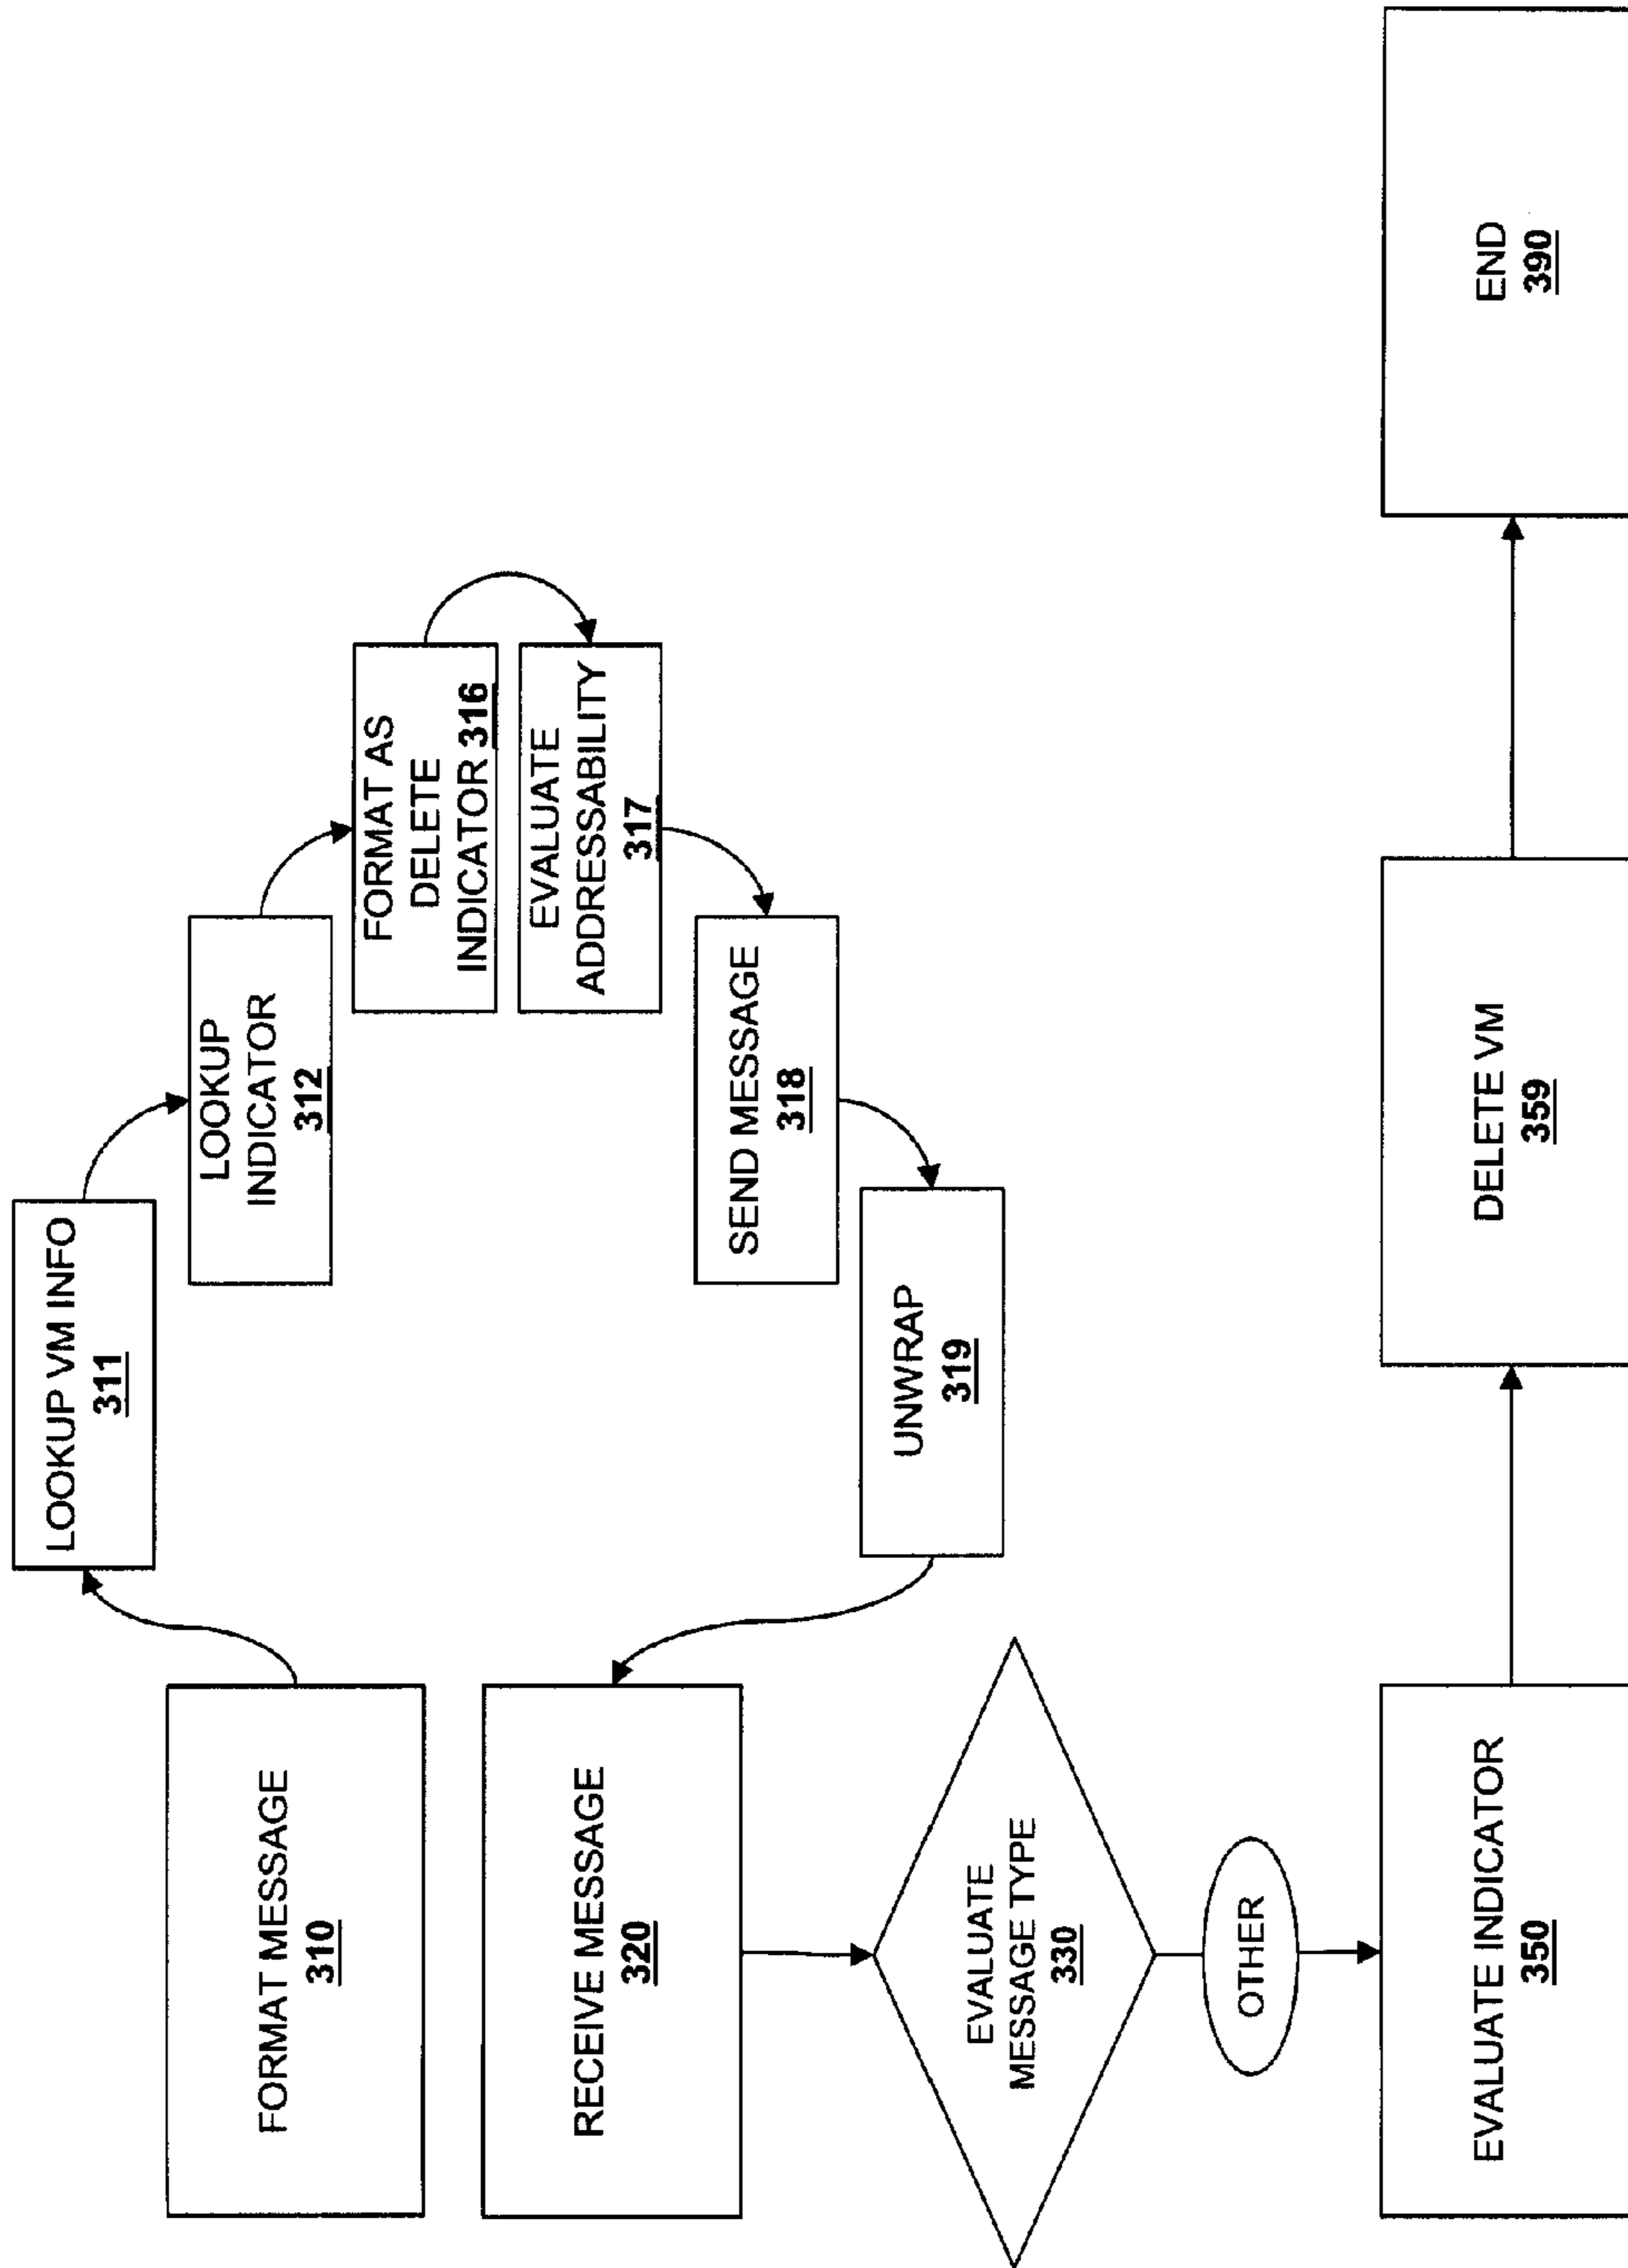 FORMAT MESSAGE
310
LOOKUP VM INFO
311
LOOKUP
INDICATOR
312
FORMAT AS
DELETE
INDICATOR 316
EVALUATE
ADDRESSABILITY
317
SEND MESSAGE
318
UNWRAP
319
RECEIVE MESSAGE
320
EVALUATE
MESSAGE TYPE
330
OTHER
EVALUATE INDICATOR
350
DELETE VM
359
END
390